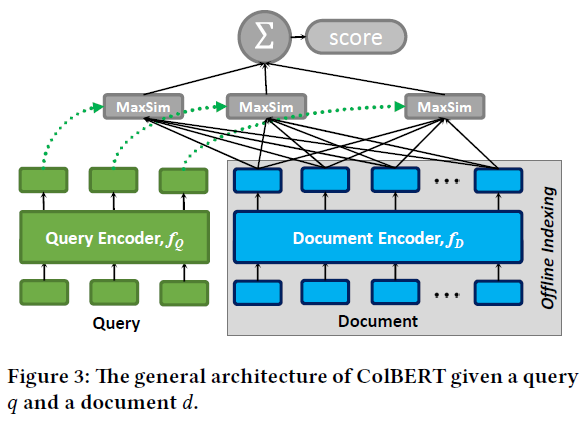 Σ
score
MaxSim
MaxSim
MaxSim
Query Encoder, f_Q
Document Encoder, f_D
Offline Indexing
Query
Document
Figure 3: The general architecture of ColBERT given a query
q and a document d.